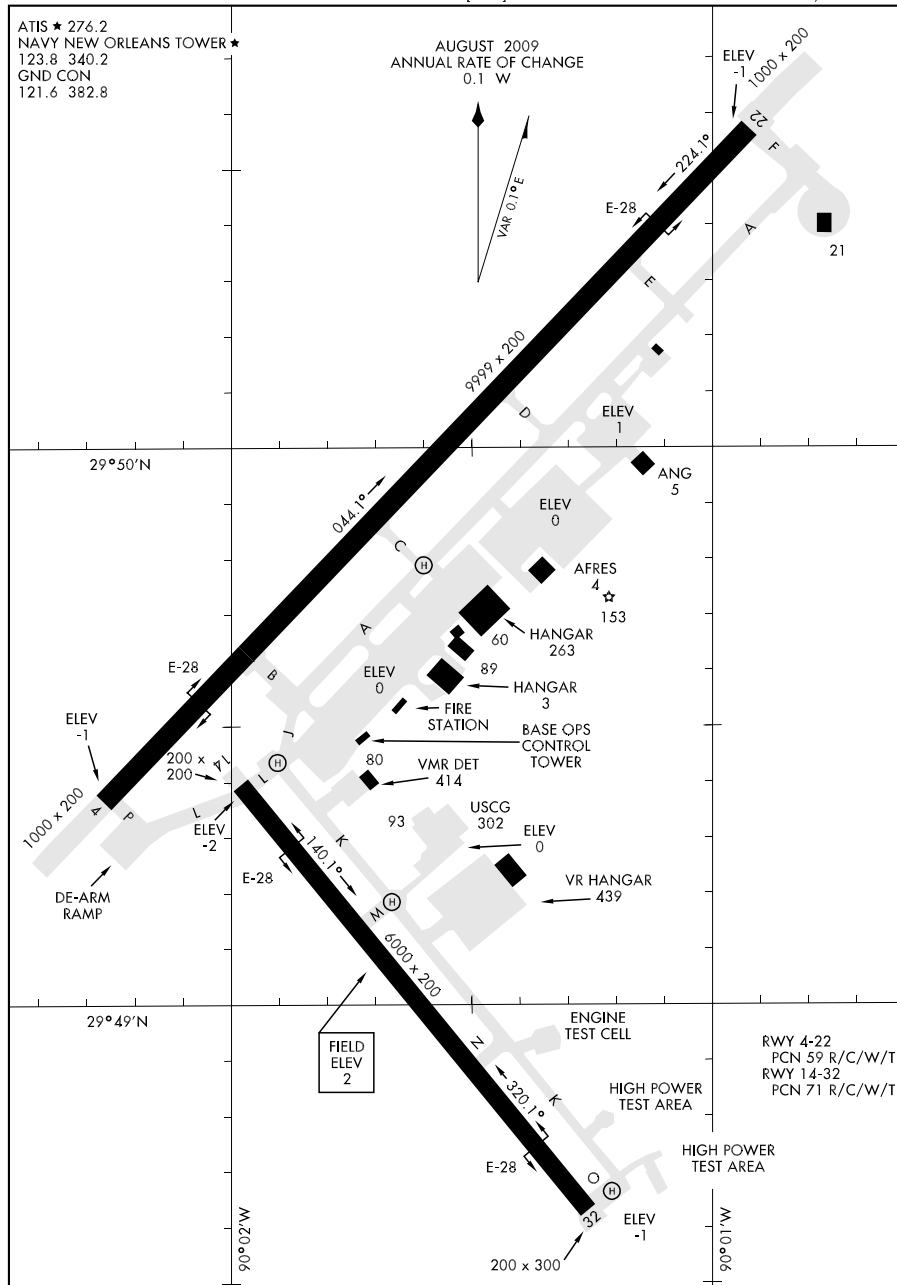 ATIS ★ 276.2
NAVY NEW ORLEANS TOWER ★
123.8 340.2
GND CON
121.6 382.8
AUGUST 2009
ANNUAL RATE OF CHANGE
0.1 W
VAR 0.1° E
ELEV
-1
1000 x 200
22
F
224.1°
E-28
A
21
E
9999 x 200
D
ELEV
1
29°50'N
ANG
5
044.1°
ELEV
0
C
H
AFRES
4
153
A
HANGAR
263
60
89
E-28
B
ELEV
0
HANGAR
3
FIRE
STATION
ELEV
-1
J
BASE OPS
CONTROL
TOWER
200 x
200
14
H
L
80
VMR DET
414
4
P
L
1000 x 200
ELEV
-2
K
93
USCG
302
ELEV
0
140.1°
E-28
DE-ARM
RAMP
VR HANGAR
439
M
H
6000 x 200
29°49'N
ENGINE
TEST CELL
FIELD
ELEV
2
N
RWY 4-22
PCN 59 R/C/W/T
RWY 14-32
PCN 71 R/C/W/T
320.1°
K
HIGH POWER
TEST AREA
HIGH POWER
TEST AREA
E-28
O
H
32
ELEV
-1
200 x 300
90°02'W
90°01'W